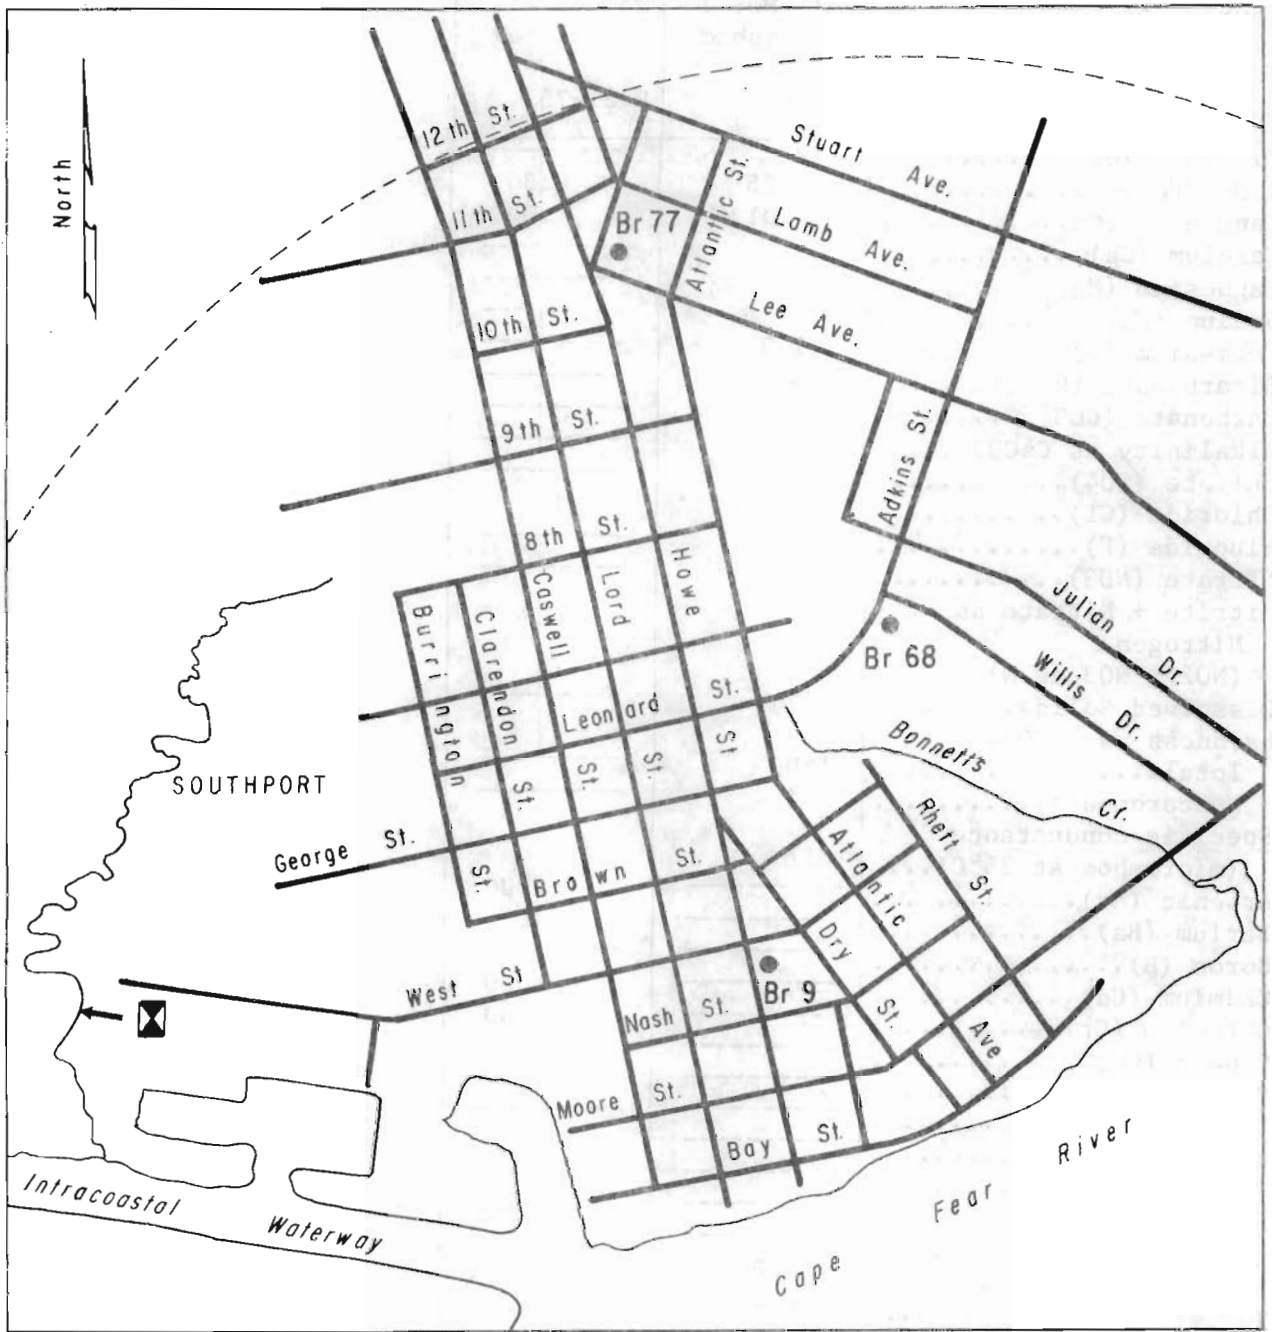 North
12th St.
11th St.
Br 77
Atlantic St.
Stuart Ave.
Lamb Ave.
Lee Ave.
10th St.
9th St.
8th St.
Adkins St.
Burrington St.
Clarendon St.
Caswell St.
Lord St.
Howe St.
Leonard St.
Br 68
Julian Dr.
Willis Dr.
Bonnetts Cr.
SOUTHPORT
George St.
Brown St.
Rhett St.
Atlantic Ave
Dry St.
West St
Br 9
Nash St.
Moore St.
Bay St.
Intracoastal Waterway
Cape Fear River